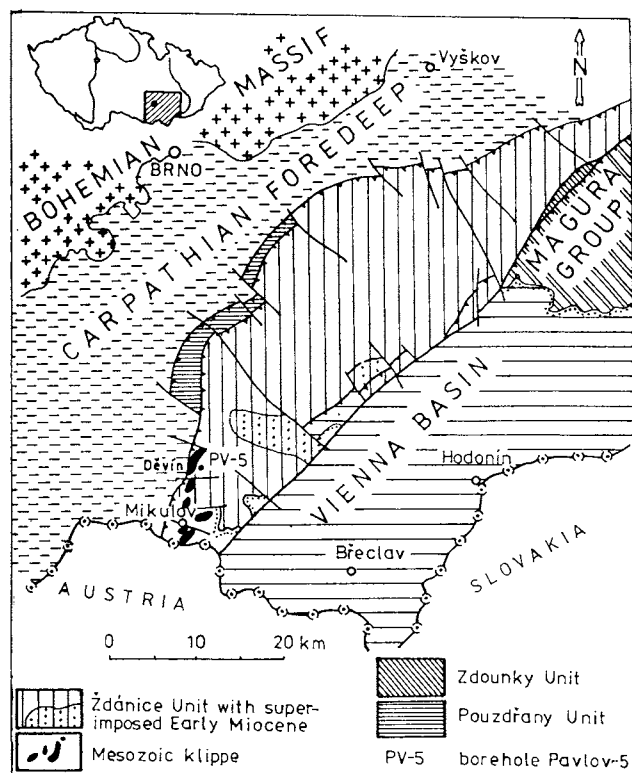 BOHEMIAN MASSIF
Vyškov
N
BRNO
CARPATHIAN FOREDEEP
MAGURA
GROUP
VIENNA BASIN
Děvín
PV-5
Mikulov
Hodonín
Břeclav
AUSTRIA
SLOVAKIA
0 10 20 km
Ždánice Unit with super-
imposed Early Miocene
Mesozoic klippe
Zdounky Unit
Pouzdřany Unit
PV-5 borehole Pavlov-5